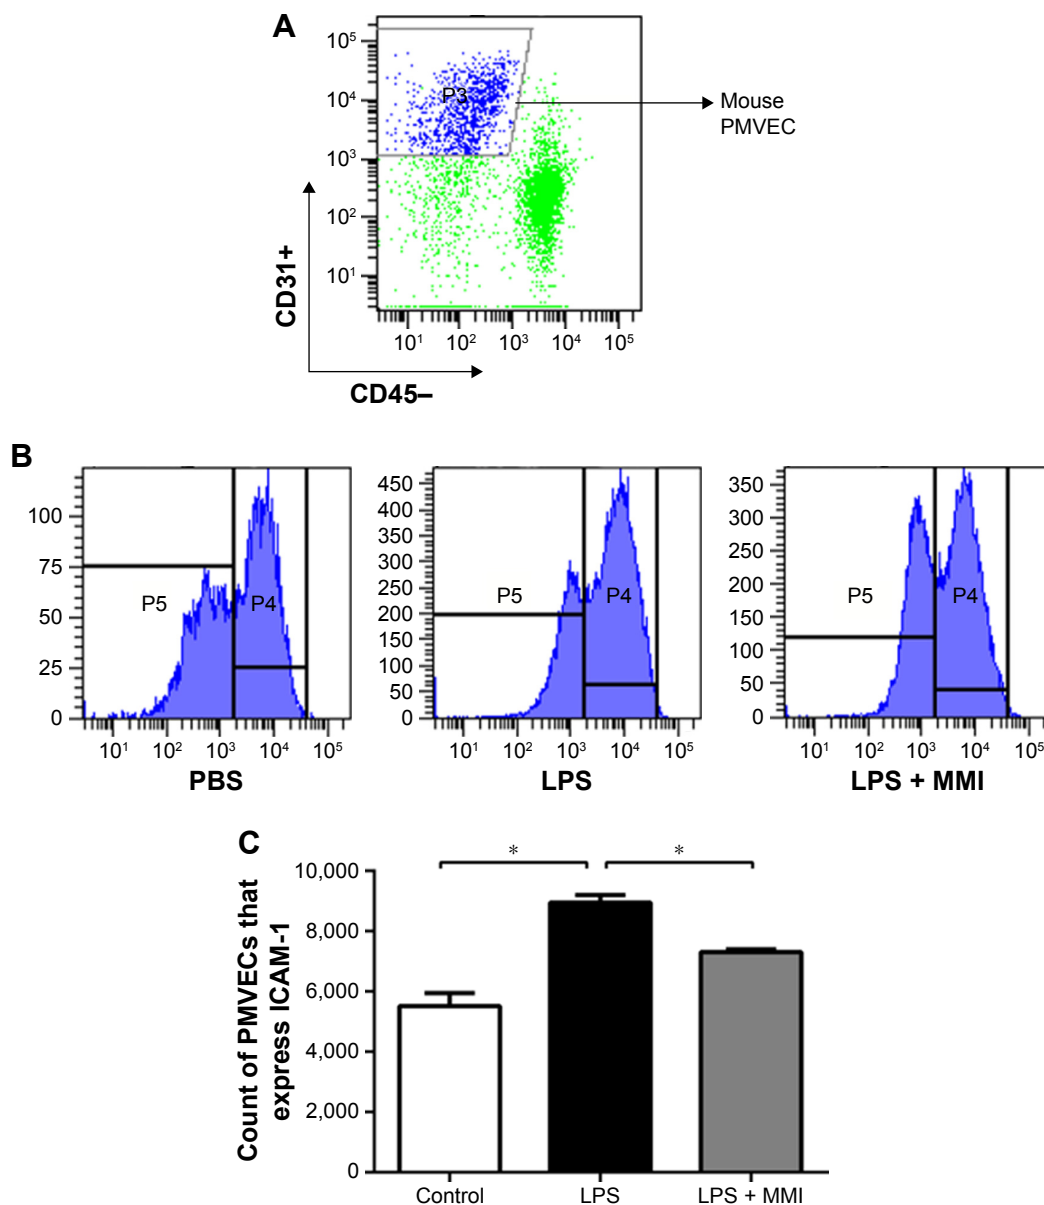 A
10⁵
10⁴
10³
10²
10¹
P3
Mouse
PMVEC
CD31+
10¹ 10² 10³ 10⁴ 10⁵
CD45–
B
100
75
50
25
0
P5 P4
10¹ 10² 10³ 10⁴ 10⁵
PBS
450
400
350
300
250
200
150
100
50
0
P5 P4
10¹ 10² 10³ 10⁴ 10⁵
LPS
350
300
250
200
150
100
50
0
P5 P4
10¹ 10² 10³ 10⁴ 10⁵
LPS + MMI
C
Count of PMVECs that
express ICAM-1
10,000
8,000
6,000
4,000
2,000
0
* *
Control LPS LPS + MMI